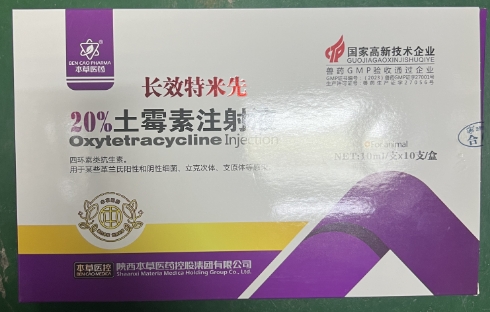 BEN CAO PHARMA
本草医药
国家高新技术企业
GUOJIAGAOXINJISHUQIYE
兽药GMP验收通过企业
长效特米先
20%土霉素注射
Oxytetracycline Injection
animal
NET:10ml/支x10支/盒
四环素类抗生素。
用于某些革兰氏阳性和阴性细菌、立克次体、支原体等
合
本草医控
BEN CAO MEDICA
陕西本草医药控股集团有限公司
Shaanxi Materia Medica Holding Group Co., Ltd.